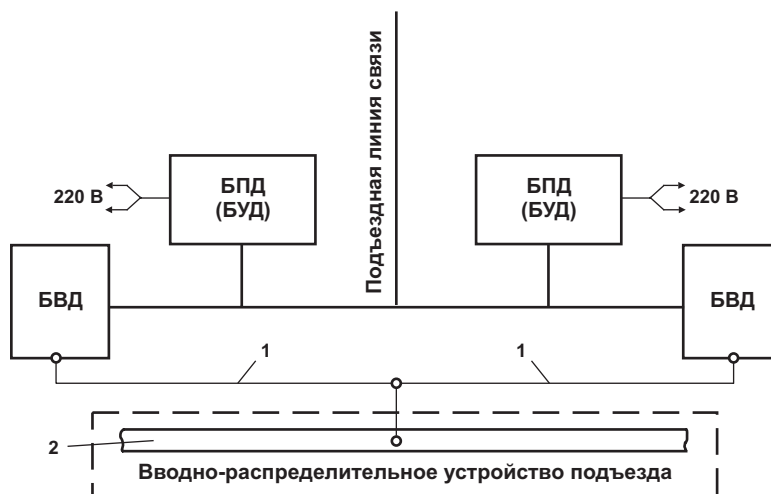 Подъездная линия связи
220 В
БПД
(БУД)
БПД
(БУД)
220 В
БВД
БВД
1
1
2
Вводно-распределительное устройство подъезда